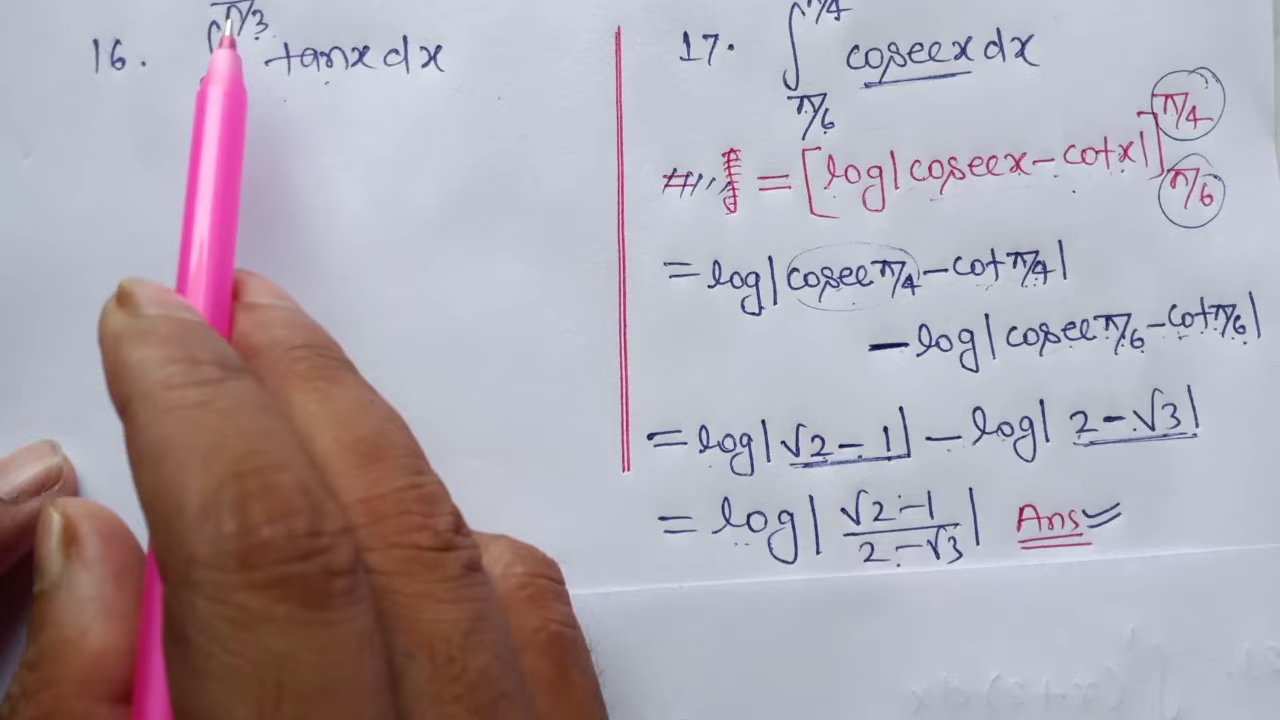 16. ∫ π/3 tanx dx
17. ∫ π/4 π/6 cosecx dx
= [log|cosecx-cotx|] π/4 π/6
= log|cosec π/4 - cot π/4|
- log|cosec π/6 - cot π/6|
= log|√2-1| - log|2-√3|
= log|√2-1/2-√3| Ans